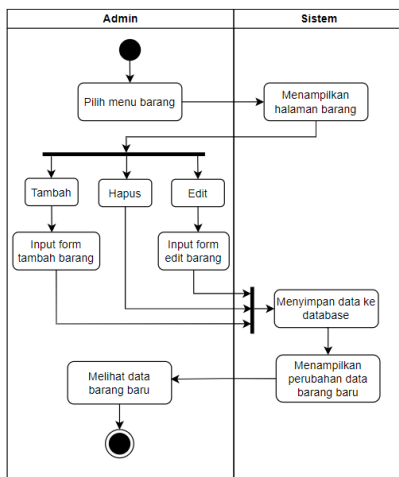 Admin
Sistem
Pilih menu barang
Menampilkan
halaman barang
Tambah
Hapus
Edit
Input form
tambah barang
Input form
edit barang
Menyimpan data ke
database
Melihat data
barang baru
Menampilkan
perubahan data
barang baru